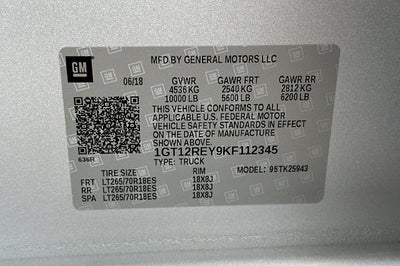 GM
MFD BY GENERAL MOTORS LLC
06/18 GVWR GAWR FRT GAWR RR
4536 KG 2540 KG 2812 KG
10000 LB 5600 LB 6200 LB
THIS VEHICLE CONFORMS TO ALL
APPLICABLE U.S. FEDERAL MOTOR
VEHICLE SAFETY STANDARDS IN
EFFECT ON THE DATE OF MANUFACTURE
SHOWN ABOVE.
1GT12REY9KF112345
636R TYPE: TRUCK
TIRE SIZE RIM MODEL: 95TK25943
FRT LT265/70R18ES 18X8J
RR LT265/70R18ES 18X8J
SPA LT265/70R18ES 18X8J